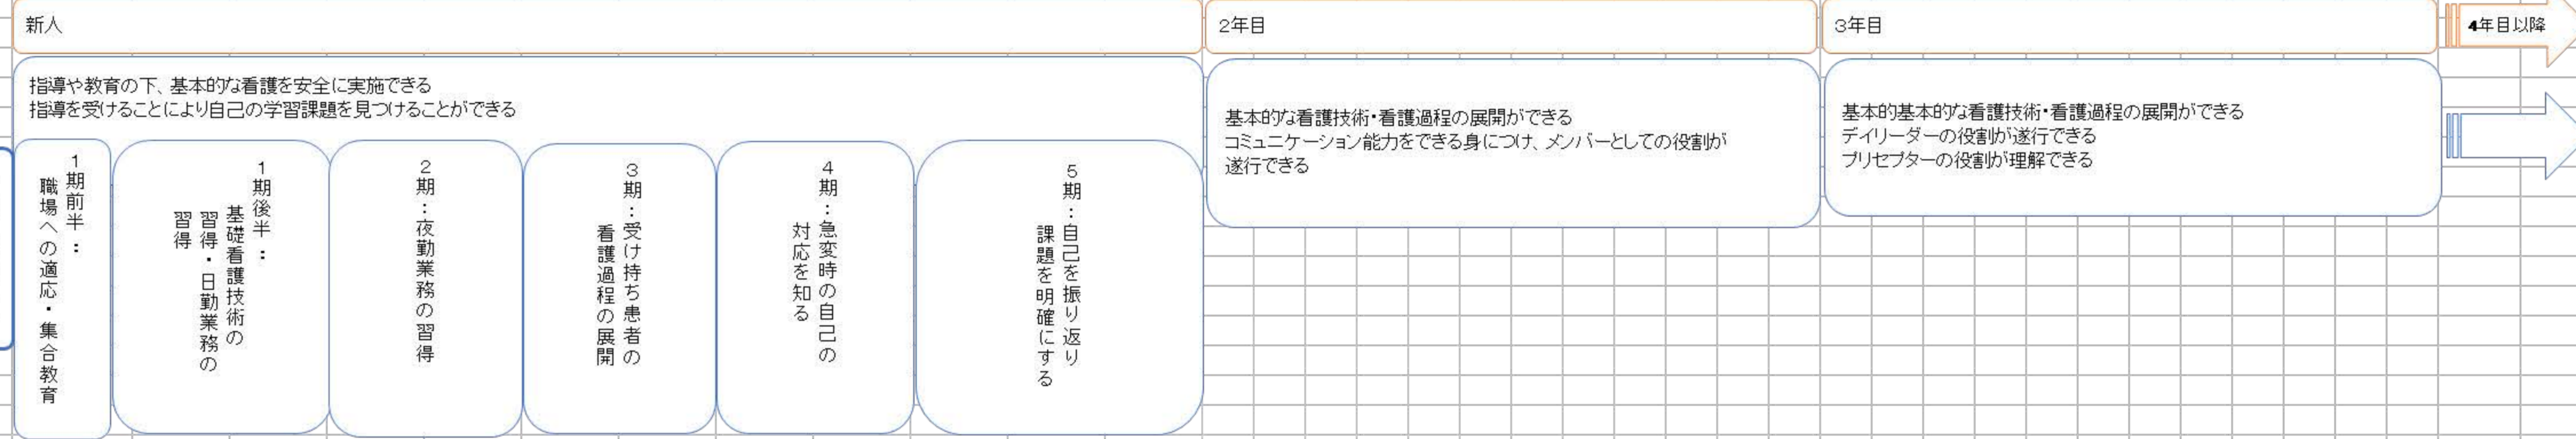 新人
2年目
3年目
4年目以降
指導や教育の下、基本的な看護を安全に実施できる
指導を受けることにより自己の学習課題を見つけることができる
1期前半：
職場への適応・集合教育
1期後半：
基礎看護技術の
習得・日勤業務の
習得
2期：夜勤業務の習得
3期：受け持ち患者の
看護過程の展開
4期：急変時の自己の
対応を知る
5期：自己を振り返り
課題を明確にする
基本的な看護技術・看護過程の展開ができる
コミュニケーション能力をできる身につけ、メンバーとしての役割が
遂行できる
基本的基本的な看護技術・看護過程の展開ができる
デイリーダーの役割が遂行できる
プリセプターの役割が理解できる